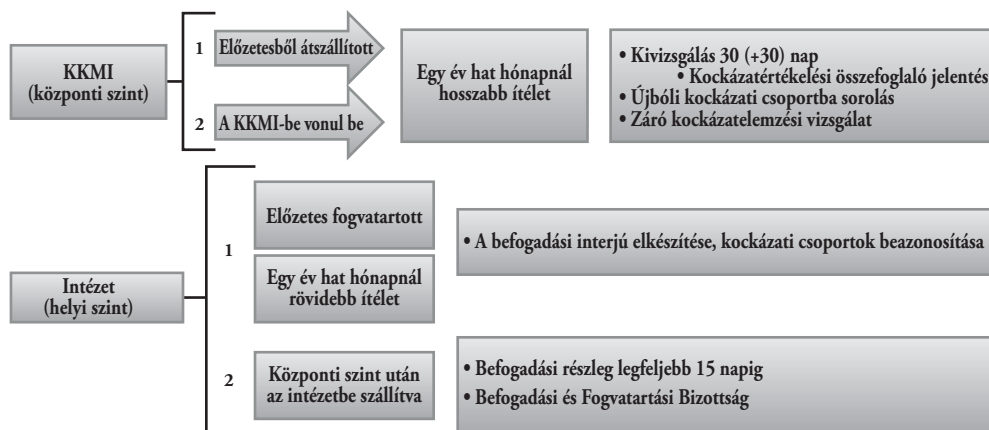 KKMI
(központi szint)
1
Előzetesből átszállított
2
A KKMI-be vonul be
Egy év hat hónapnál
hosszabb ítélet
• Kivizsgálás 30 (+30) nap
• Kockázatértékelési összefoglaló jelentés
• Újbóli kockázati csoportba sorolás
• Záró kockázatelemzési vizsgálat
Intézet
(helyi szint)
1
Előzetes fogvatartott
Egy év hat hónapnál
rövidebb ítélet
• A befogadási interjú elkészítése, kockázati csoportok beazonosítása
2
Központi szint után
az intézetbe szállítva
• Befogadási részleg legfeljebb 15 napig
• Befogadási és Fogvatartási Bizottság